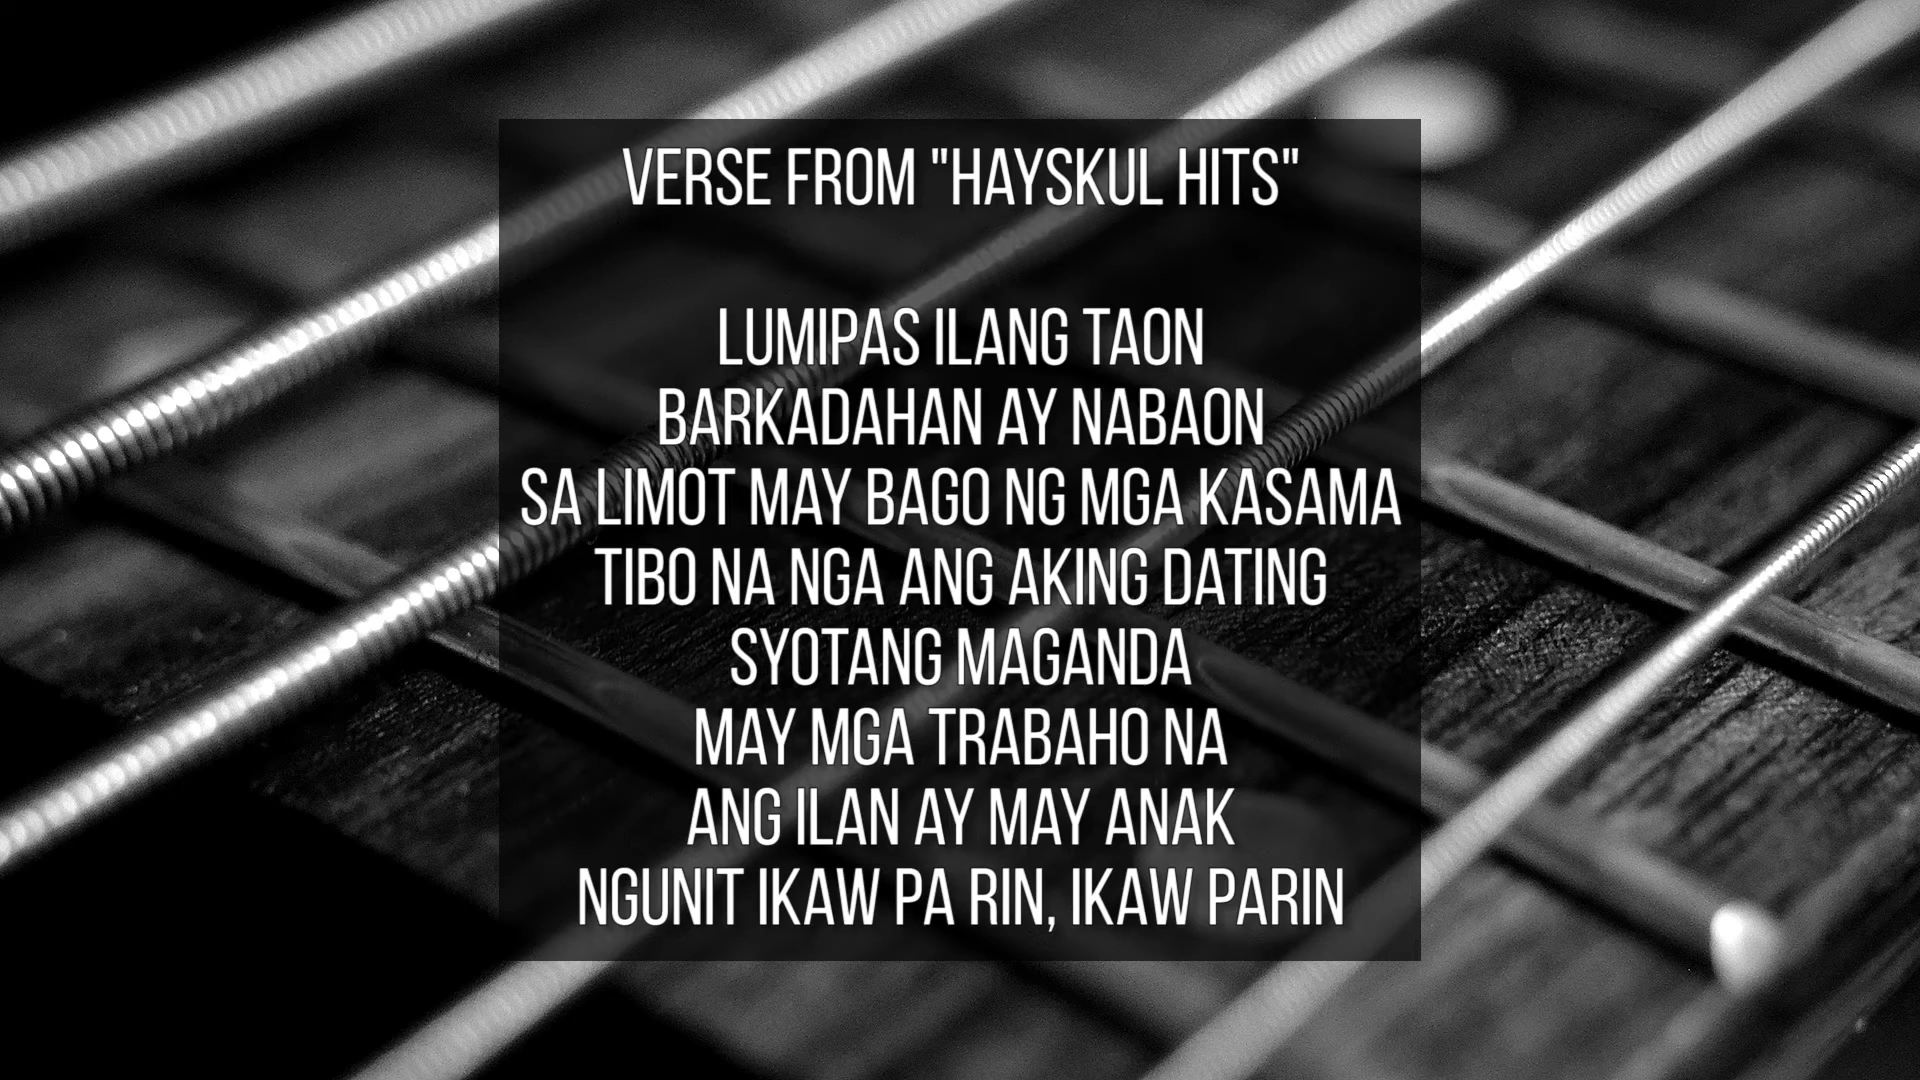 VERSE FROM "HAYSKUL HITS"
LUMIPAS ILANG TAON
BARKADAHAN AY NABAON
SA LIMOT MAY BAGO NG MGA KASAMA
TIBO NA NGA ANG AKING DATING
SYOTANG MAGANDA
MAY MGA TRABAHO NA
ANG ILAN AY MAY ANAK
NGUNIT IKAW PA RIN, IKAW PARIN